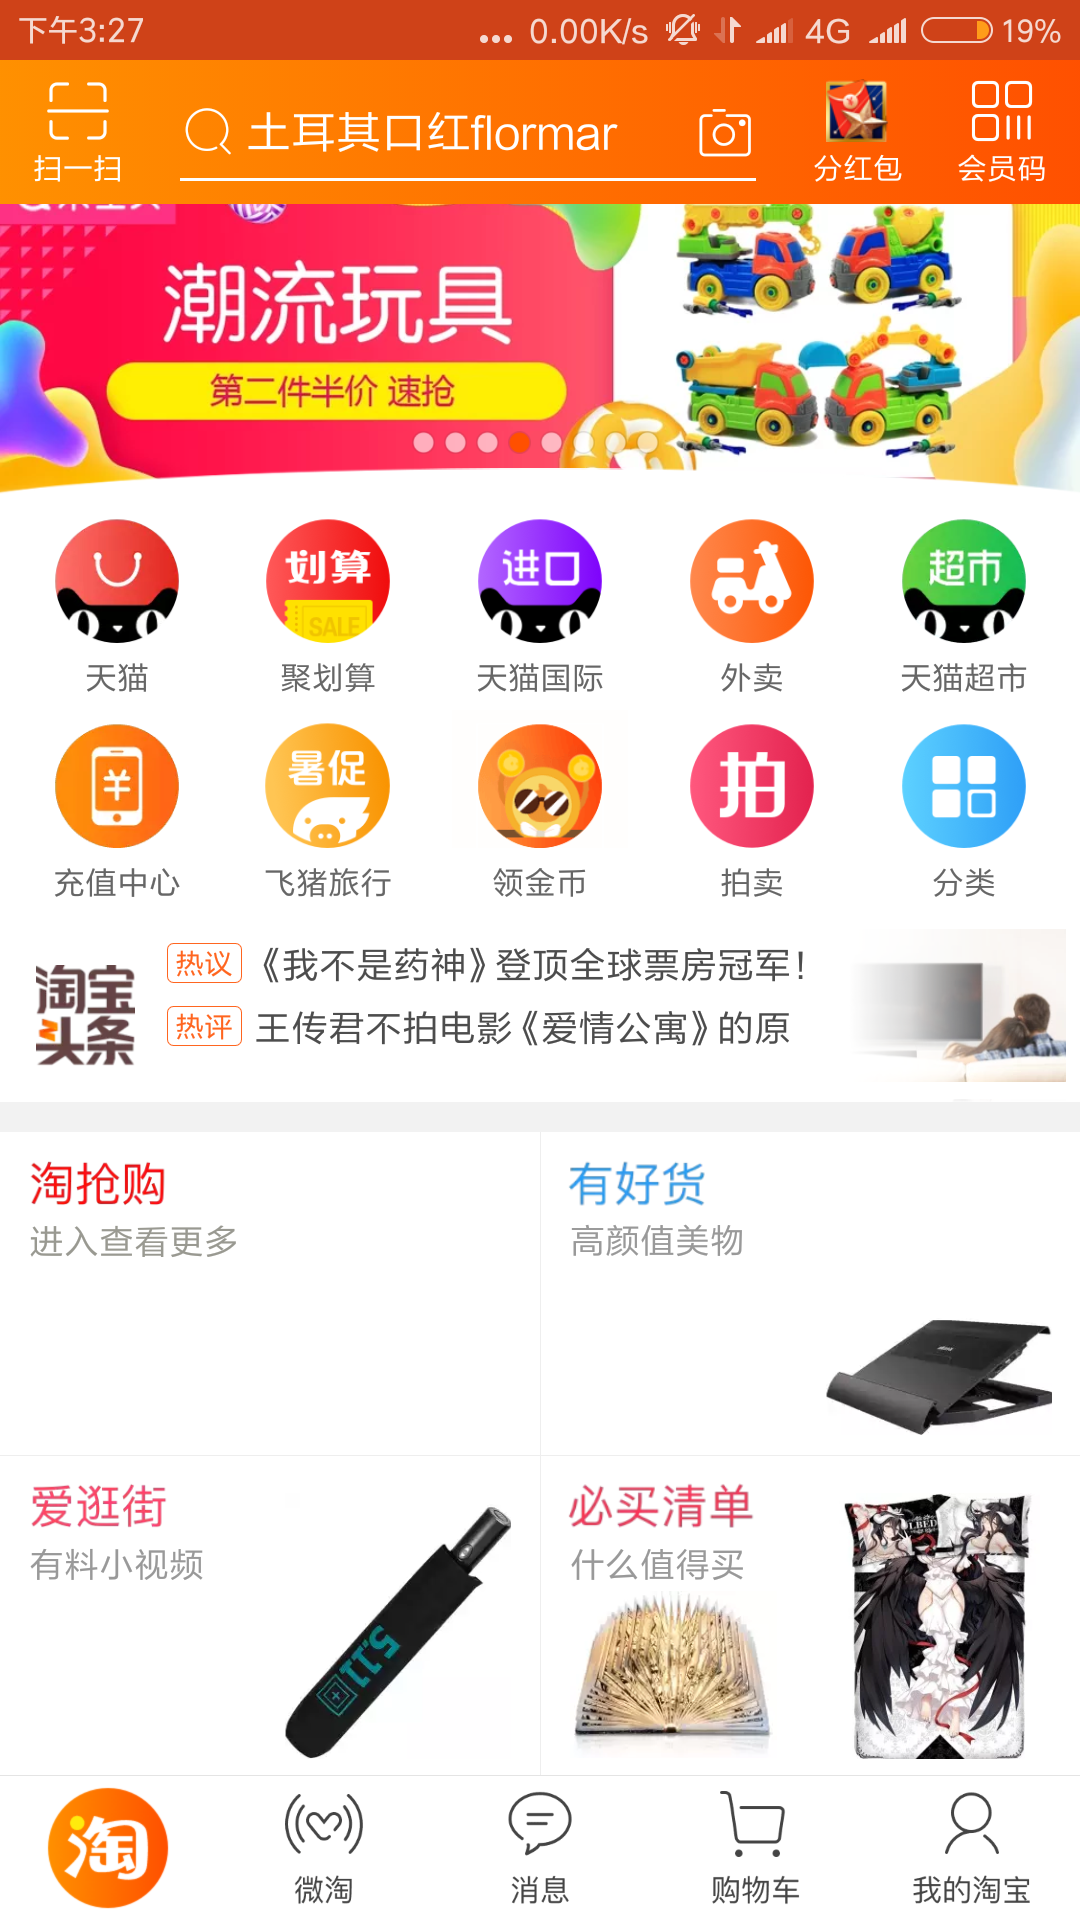 下午3:27
... 0.00K/s 4G 19%
扫一扫
土耳其口红flormar
分红包
会员码
潮流玩具
第二件半价 速抢
划算
SALE
进口
超市
天猫
聚划算
天猫国际
外卖
天猫超市
¥
暑促
拍
充值中心
飞猪旅行
领金币
拍卖
分类
淘宝头条
热议 《我不是药神》登顶全球票房冠军!
热评 王传君不拍电影《爱情公寓》的原
淘抢购
进入查看更多
有好货
高颜值美物
爱逛街
有料小视频
5.11
必买清单
什么值得买
淘
微淘
消息
购物车
我的淘宝